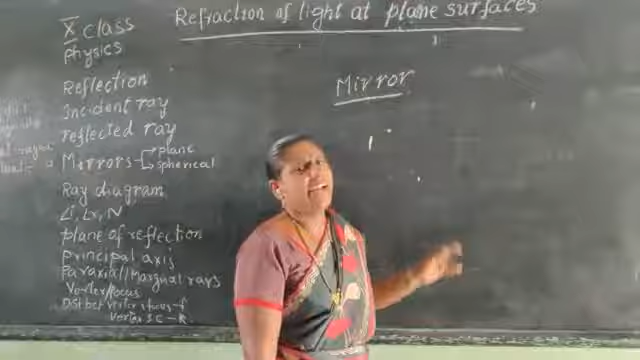 X class
Physics
Refraction of light at plane surfaces
Mirror
Reflection
Incident ray
reflected ray
Mirrors plane
spherical
Ray diagram
∠i, ∠r, N
plane of reflection
principal axis
Paraxial/Marginal rays
Vertex/focus